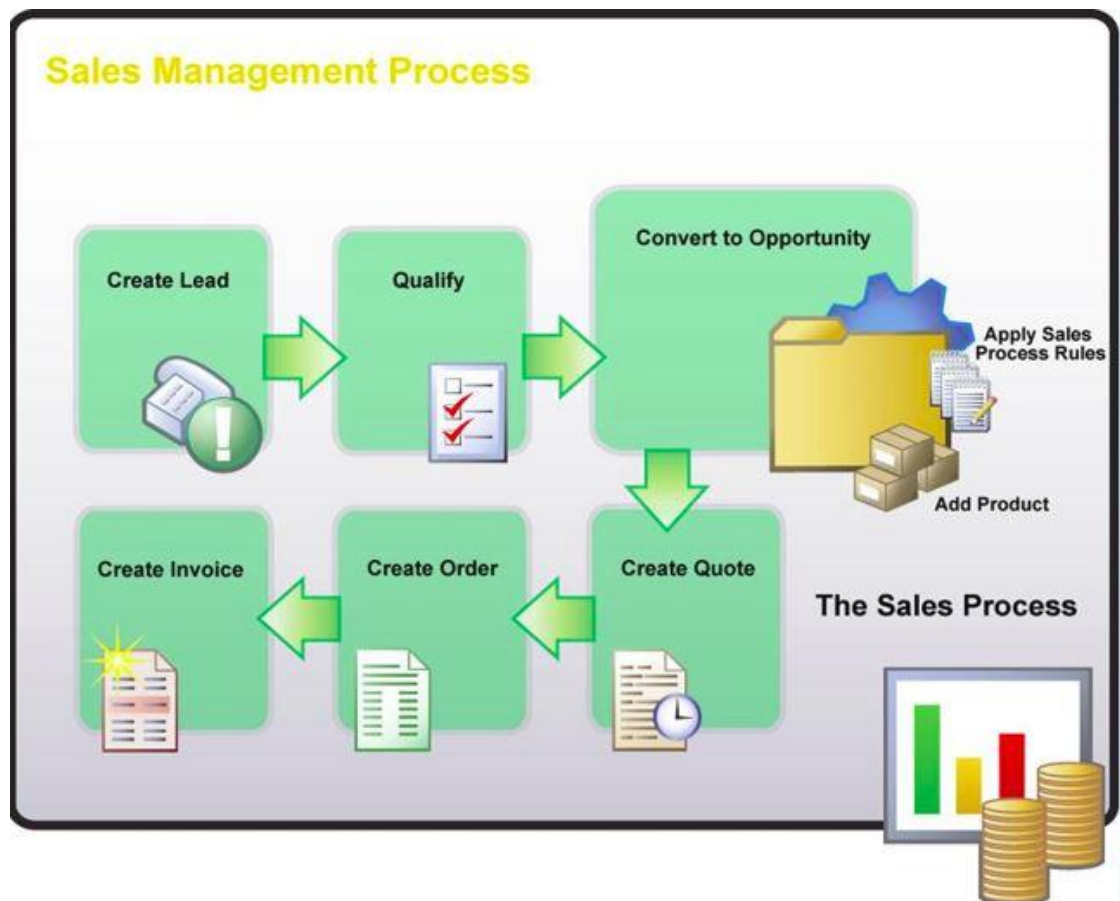 Sales Management Process
Create Lead
Qualify
Convert to Opportunity
Apply Sales
Process Rules
Add Product
Create Invoice
Create Order
Create Quote
The Sales Process